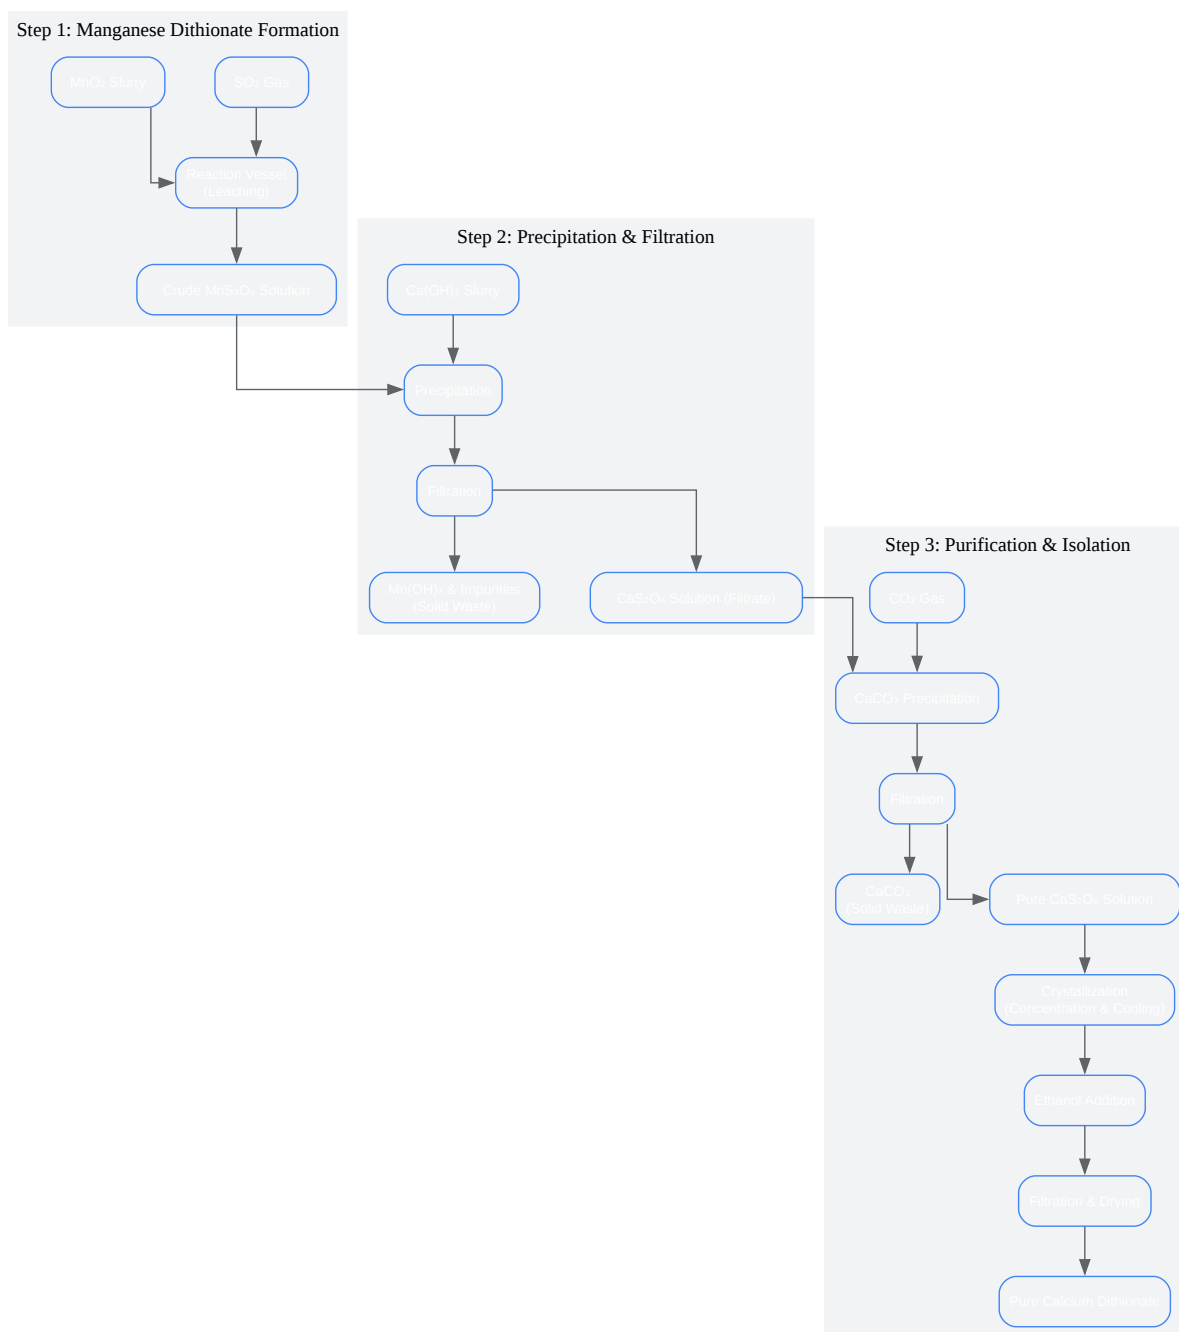 Step 1: Manganese Dithionate Formation
MnO₂ Slurry
SO₂ Gas
Reaction Vessel
(Leaching)
Crude MnS₂O₆ Solution
Step 2: Precipitation & Filtration
Ca(OH)₂ Slurry
Precipitation
Filtration
Mn(OH)₂ & Impurities
(Solid Waste)
CaS₂O₆ Solution (Filtrate)
Step 3: Purification & Isolation
CO₂ Gas
CaCO₃ Precipitation
Filtration
CaCO₃
(Solid Waste)
Pure CaS₂O₆ Solution
Crystallization
(Concentration & Cooling)
Ethanol Addition
Filtration & Drying
Pure Calcium Dithionate